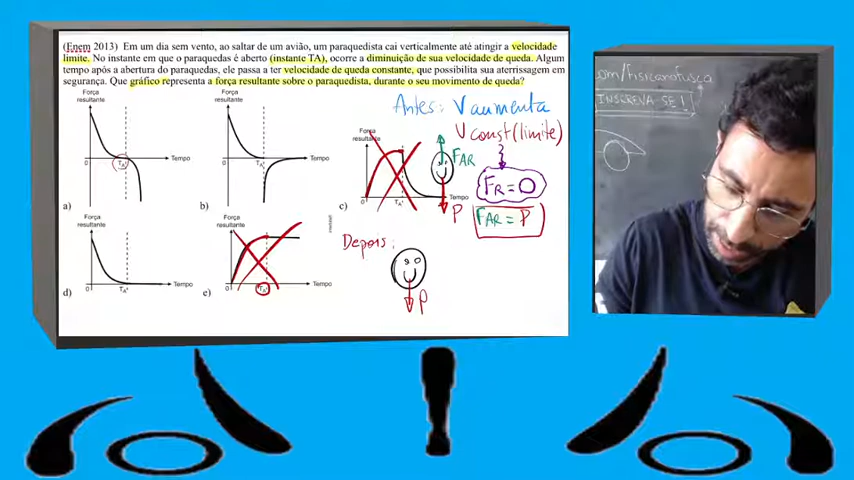 (Enem 2013) Em um dia sem vento, ao saltar de um avião, um paraquedista cai verticalmente até atingir a velocidade
limite. No instante em que o paraquedas é aberto (instante TA), ocorre a diminuição de sua velocidade de queda. Algum
tempo após a abertura do paraquedas, ele passa a ter velocidade de queda constante, que possibilita sua aterrissagem em
segurança. Que gráfico representa a força resultante sobre o paraquedista, durante o seu movimento de queda?
Força
resultante
0
TA
Tempo
a)
Força
resultante
0
TA
Tempo
b)
Força
resultante
0
TA
Tempo
c)
Força
resultante
0
TA
Tempo
d)
Força
resultante
0
TA
Tempo
e)
Antes: V aumenta
V const (limite)
FAR
P
FR = 0
FAR = P
Depois:
P
com/fisicanafusca
INSCREVA-SE!